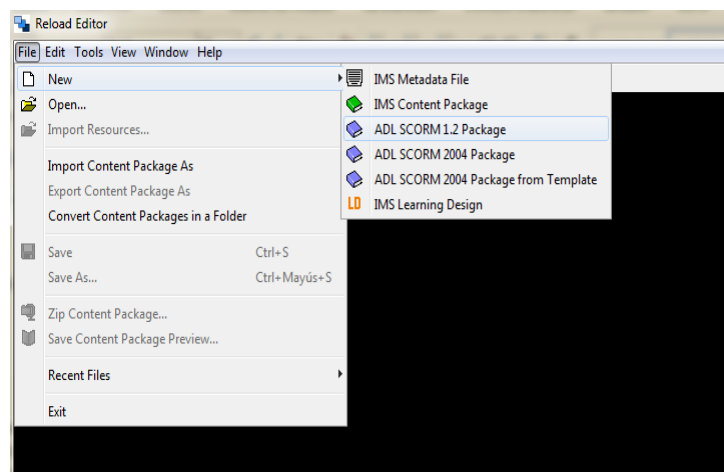 Reload Editor
File Edit Tools View Window Help
New
Open...
Import Resources...
Import Content Package As
Export Content Package As
Convert Content Packages in a Folder
Save Ctrl+S
Save As... Ctrl+Mayús+S
Zip Content Package...
Save Content Package Preview...
Recent Files
Exit
IMS Metadata File
IMS Content Package
ADL SCORM 1.2 Package
ADL SCORM 2004 Package
ADL SCORM 2004 Package from Template
LD IMS Learning Design